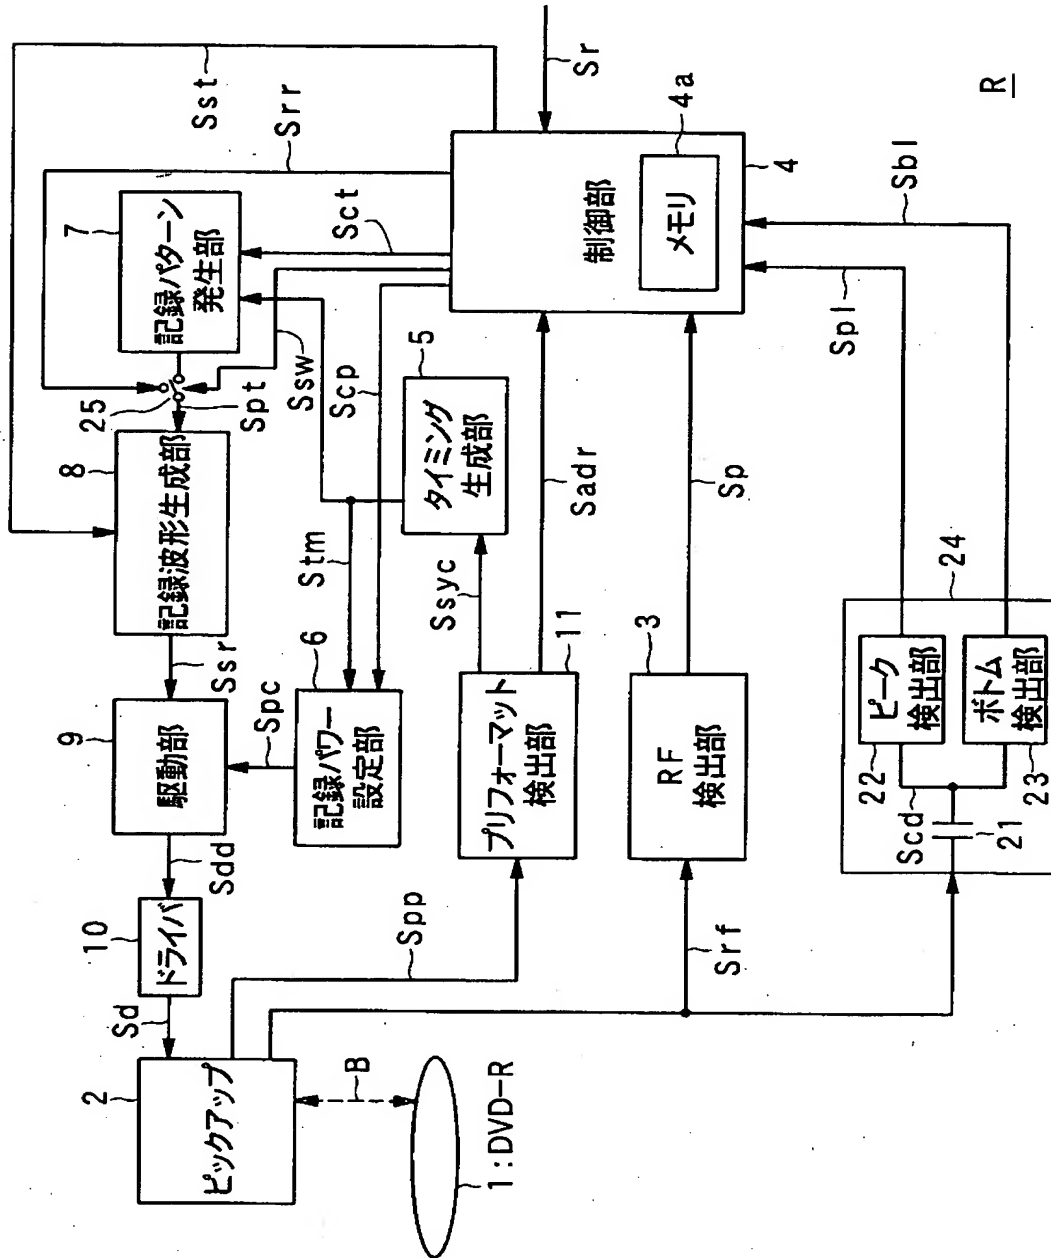 Sst
Srr
7
記録パターン
発生部
Sct
25
Spt
Ssw
Scp
8
記録波形生成部
Ssr
9
駆動部
Sdd
10
ドライバ
Sd
2
ピックアップ
B
1:DVD-R
Spc
6
記録パワー
設定部
Stm
5
タイミング
生成部
Ssyc
Spp
プリフォーマット
検出部
11
Sadr
Srf
RF
検出部
3
Sp
制御部
メモリ
4a
4
Sr
R
Spl
Sbl
24
ピーク
検出部
22
ボトム
検出部
23
Scd
21